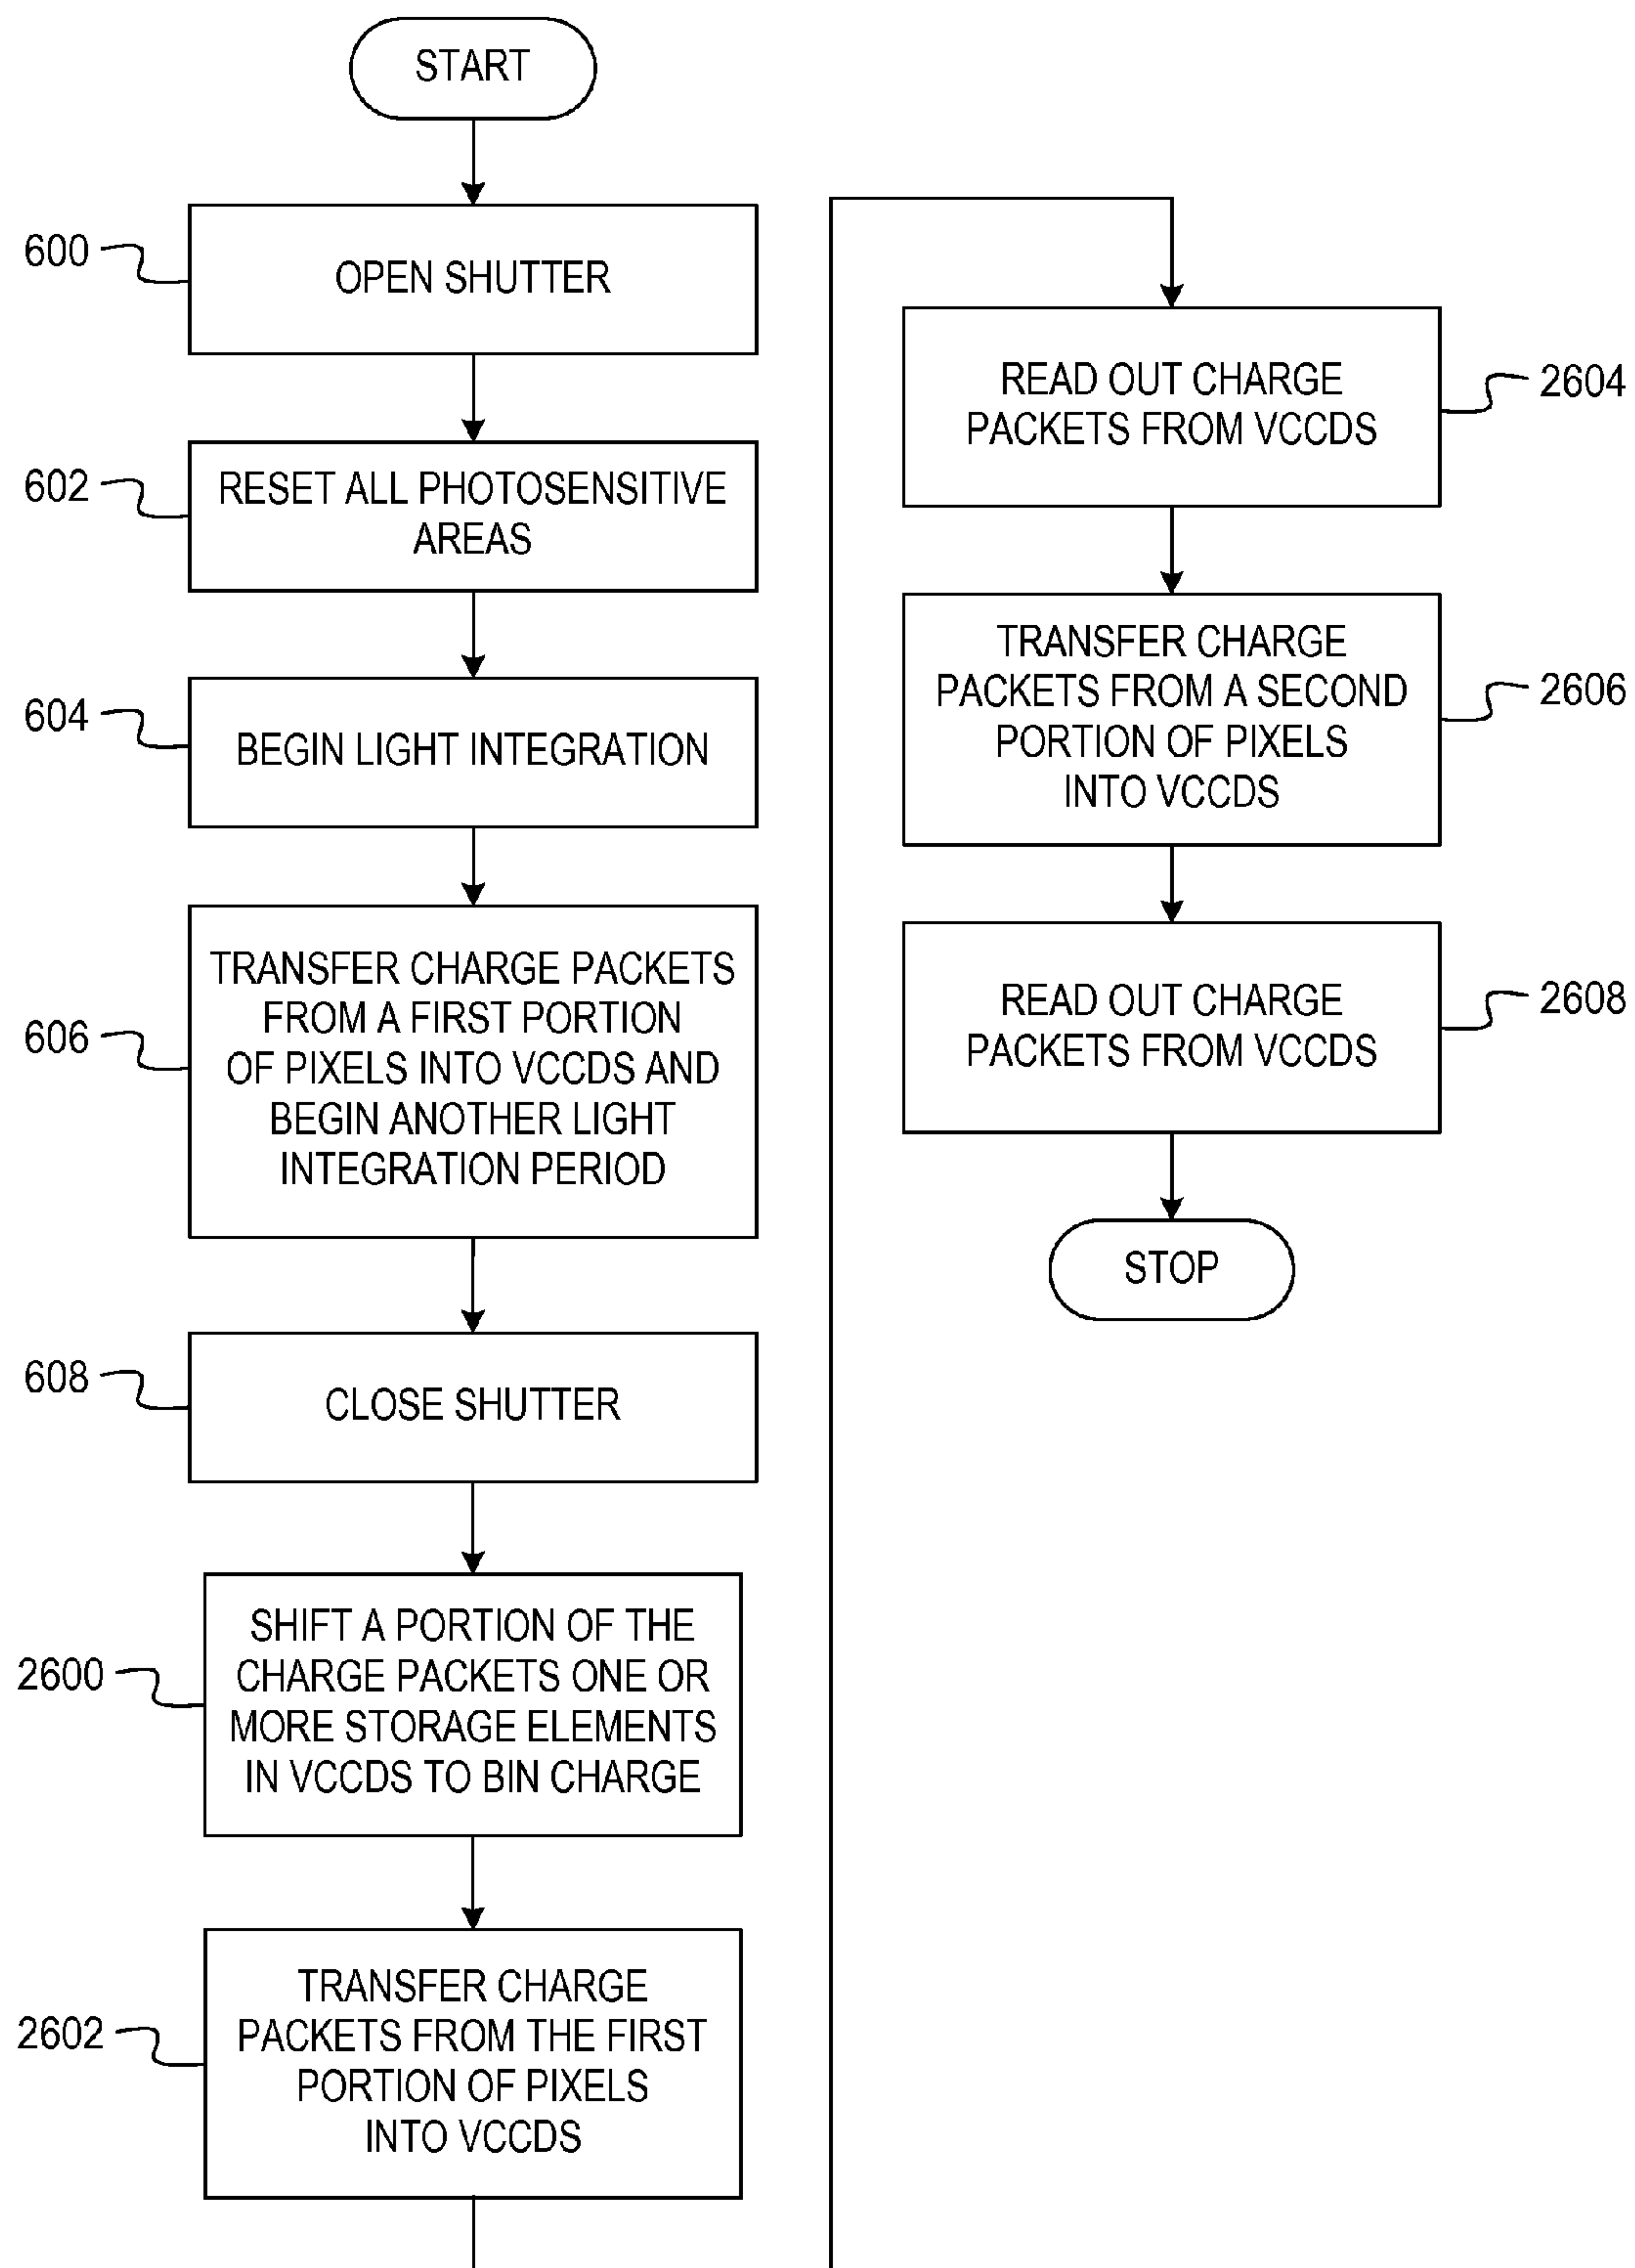 START
600
OPEN SHUTTER
602
RESET ALL PHOTOSENSITIVE
AREAS
604
BEGIN LIGHT INTEGRATION
606
TRANSFER CHARGE PACKETS
FROM A FIRST PORTION
OF PIXELS INTO VCCDS AND
BEGIN ANOTHER LIGHT
INTEGRATION PERIOD
608
CLOSE SHUTTER
2600
SHIFT A PORTION OF THE
CHARGE PACKETS ONE OR
MORE STORAGE ELEMENTS
IN VCCDS TO BIN CHARGE
2602
TRANSFER CHARGE
PACKETS FROM THE FIRST
PORTION OF PIXELS
INTO VCCDS
READ OUT CHARGE
PACKETS FROM VCCDS
2604
TRANSFER CHARGE
PACKETS FROM A SECOND
PORTION OF PIXELS
INTO VCCDS
2606
READ OUT CHARGE
PACKETS FROM VCCDS
2608
STOP